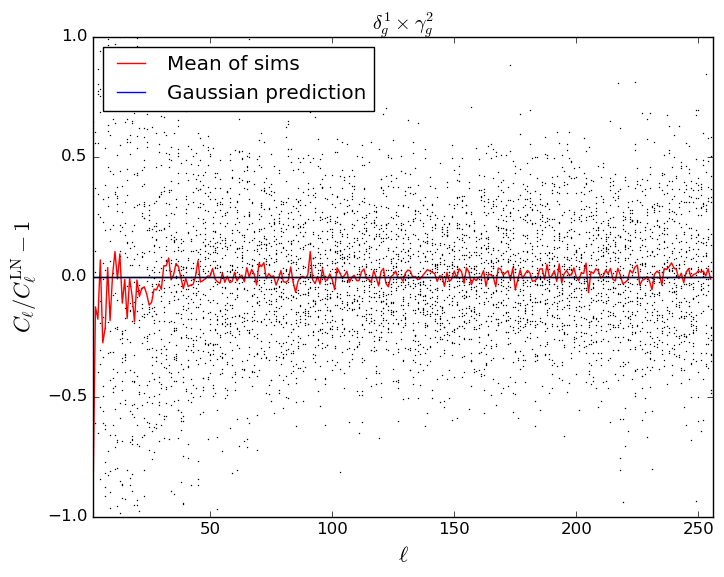 δ_g^1 × γ_g^2
1.0
Mean of sims
Gaussian prediction
0.5
0.0
−0.5
−1.0
C_ℓ/C_ℓ^LN − 1
50 100 150 200 250
ℓ